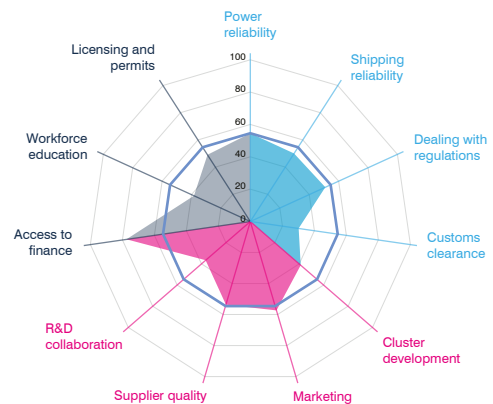 Power
reliability
Shipping
reliability
Dealing with
regulations
Customs
clearance
Cluster
development
Marketing
Supplier quality
R&D
collaboration
Access to
finance
Workforce
education
Licensing and
permits
100
80
60
40
20
0